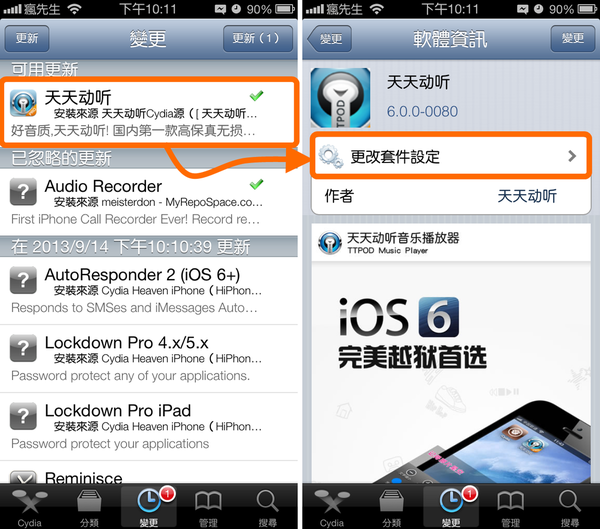 瘋先生 下午10:11 90%
更新 變更 更新（1）
可用更新
天天动听
安裝來源 天天动听Cydia源（[ 天天动听…
好音质,天天动听! 国内第一款高保真无损…
已忽略的更新
Audio Recorder
安裝來源 meisterdon - MyRepoSpace.co…
First iPhone Call Recorder Ever! Record re…
在 2013/9/14 下午10:10:39 更新
AutoResponder 2 (iOS 6+)
安裝來源 Cydia Heaven iPhone（HiPhon…
Responds to SMSes and iMessages Auto…
Lockdown Pro 4.x/5.x
安裝來源 Cydia Heaven iPhone（HiPhon…
Password protect any of your applications.
Lockdown Pro iPad
安裝來源 Cydia Heaven iPhone（HiPhon…
Password protect your applications
Reminisce
Cydia 分類 變更 1 管理 搜尋
瘋先生 下午10:11 90%
變更 軟體資訊 變更
TTPOD
天天动听
6.0.0-0080
更改套件設定
作者 天天动听
天天动听音乐播放器
TTPOD Music Player
iOS 6
完美越狱首选
Cydia 分類 變更 1 管理 搜尋